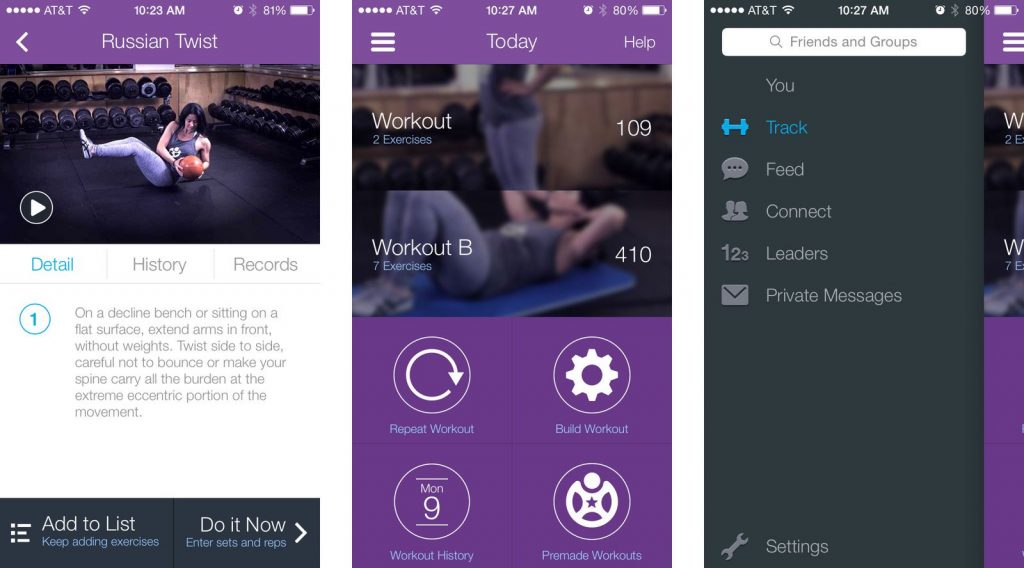 AT&T 10:23 AM 81%
Russian Twist
Detail History Records
1 On a decline bench or sitting on a
flat surface, extend arms in front,
without weights. Twist side to side,
careful not to bounce or make your
spine carry all the burden at the
extreme eccentric portion of the
movement.
Add to List
Keep adding exercises
Do it Now
Enter sets and reps
AT&T 10:27 AM 80%
Today Help
Workout 109
2 Exercises
Workout B 410
7 Exercises
Repeat Workout Build Workout
Mon
9
Workout History Premade Workouts
AT&T 10:27 AM 80%
Friends and Groups
You
Track
Feed
Connect
123 Leaders
Private Messages
Settings
W
2 E
W
7 E